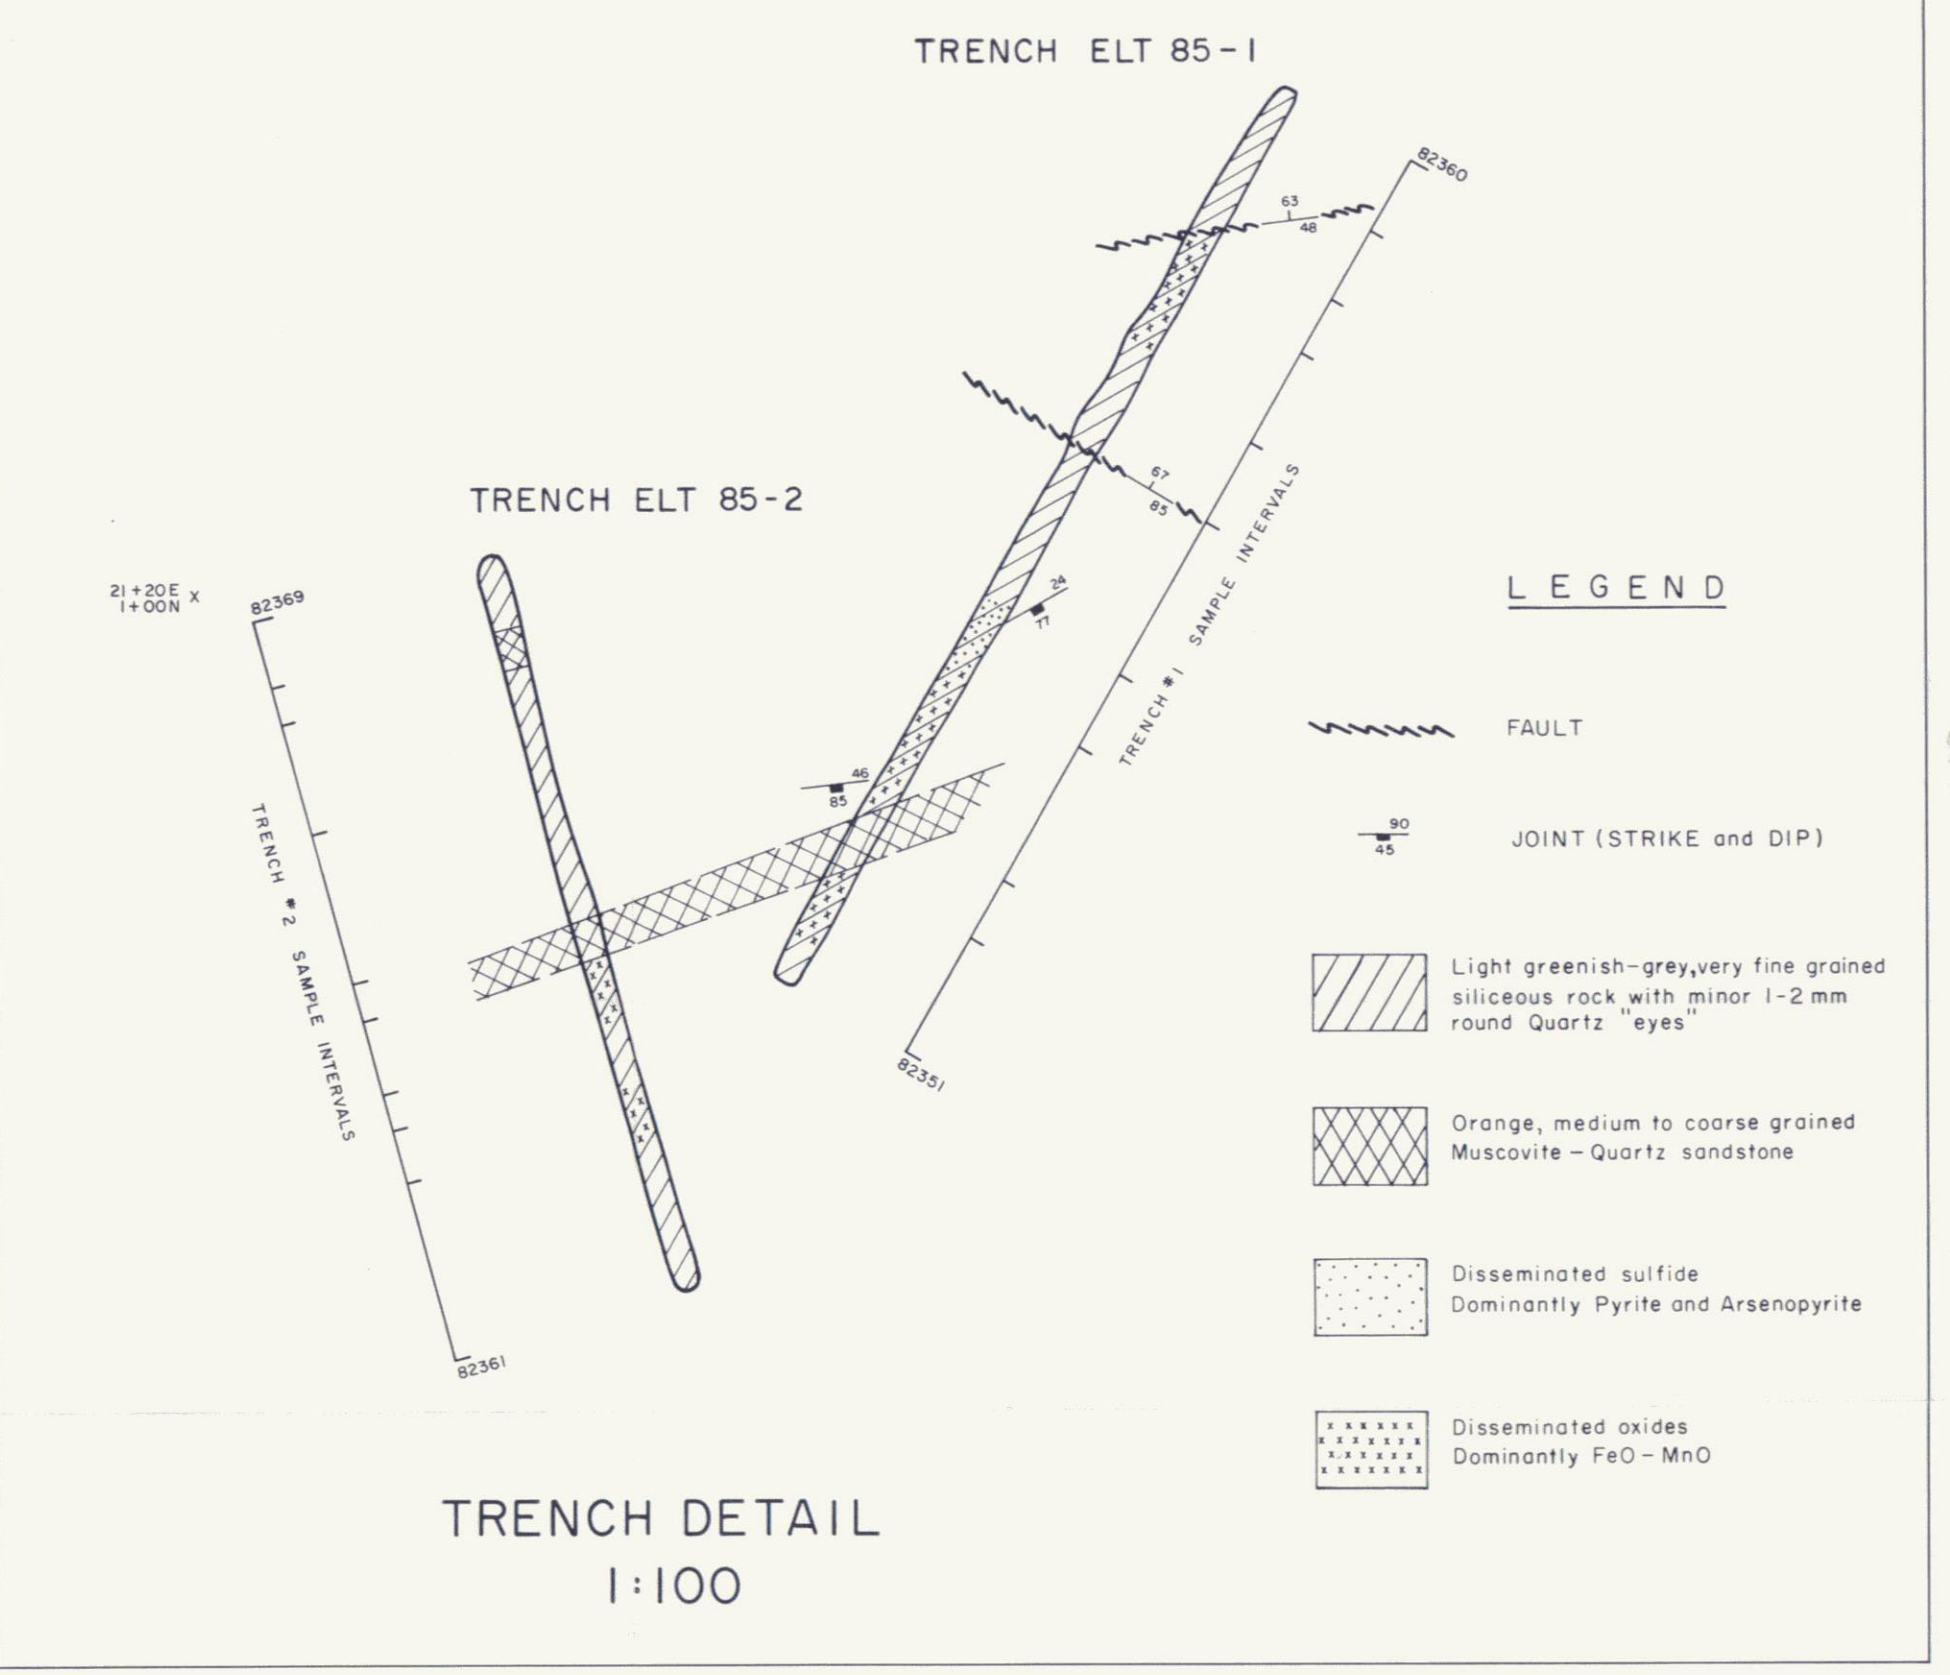 TRENCH ELT 85-1
82360
63
48
67
85
TRENCH ELT 85-2
21+20E X
1+00N
82369
24
77
TRENCH #1 SAMPLE INTERVALS
46
85
TRENCH #2 SAMPLE INTERVALS
82351
82361
LEGEND
FAULT
90
45
JOINT (STRIKE and DIP)
Light greenish-grey, very fine grained
siliceous rock with minor 1-2 mm
round Quartz "eyes"
Orange, medium to coarse grained
Muscovite - Quartz sandstone
Disseminated sulfide
Dominantly Pyrite and Arsenopyrite
Disseminated oxides
Dominantly FeO - MnO
TRENCH DETAIL
1:100